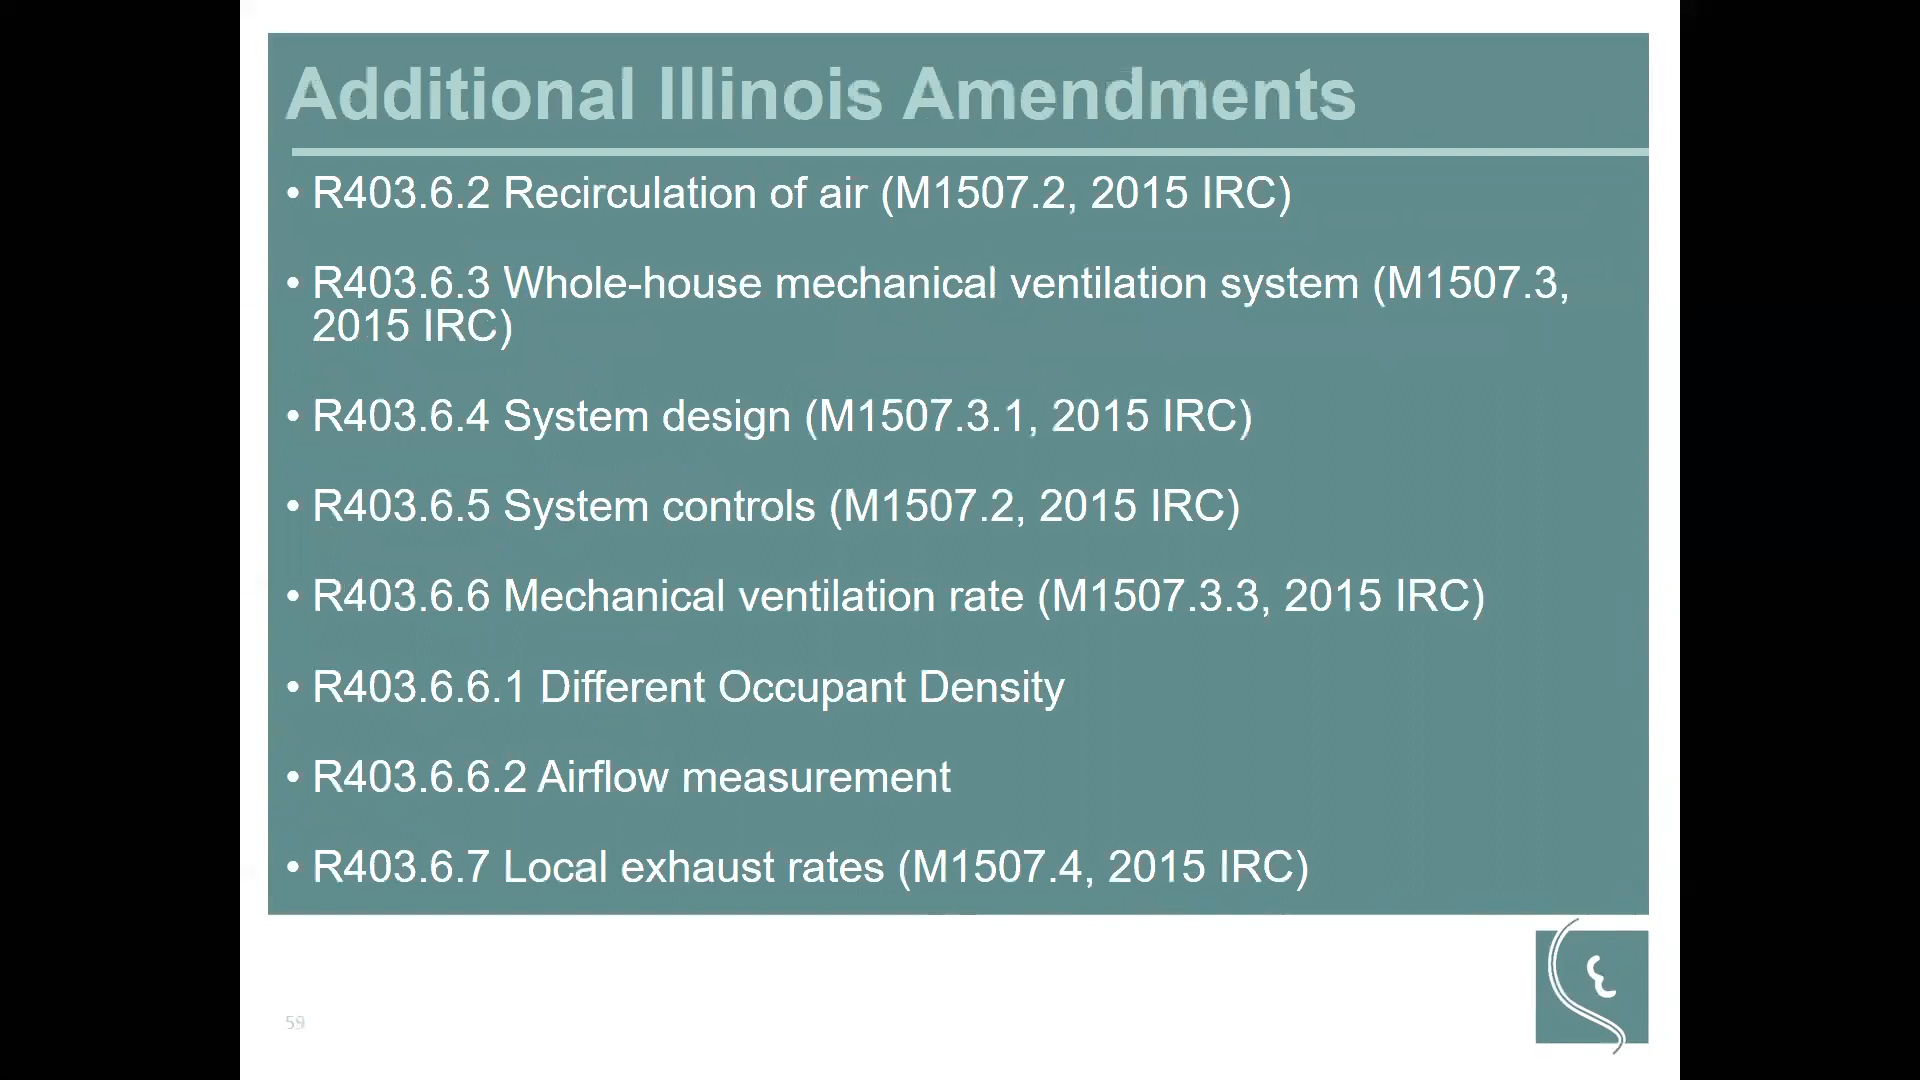 Additional Illinois Amendments
• R403.6.2 Recirculation of air (M1507.2, 2015 IRC)
• R403.6.3 Whole-house mechanical ventilation system (M1507.3,
2015 IRC)
• R403.6.4 System design (M1507.3.1, 2015 IRC)
• R403.6.5 System controls (M1507.2, 2015 IRC)
• R403.6.6 Mechanical ventilation rate (M1507.3.3, 2015 IRC)
• R403.6.6.1 Different Occupant Density
• R403.6.6.2 Airflow measurement
• R403.6.7 Local exhaust rates (M1507.4, 2015 IRC)
59